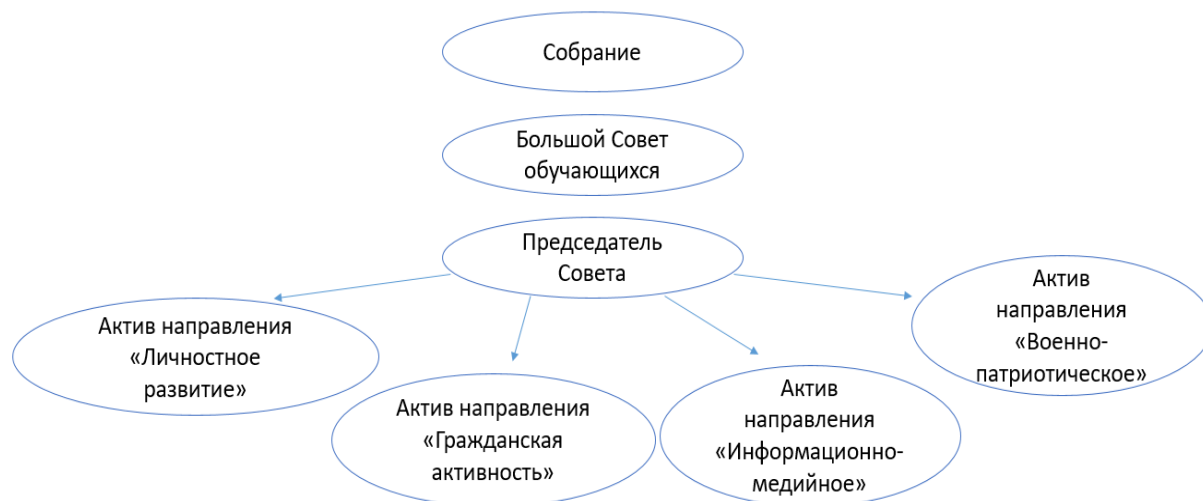 Собрание
Большой Совет
обучающихся
Председатель
Совета
Актив направления
«Личностное
развитие»
Актив направления
«Гражданская
активность»
Актив
направления
«Информационно-
медийное»
Актив
направления
«Военно-
патриотическое»